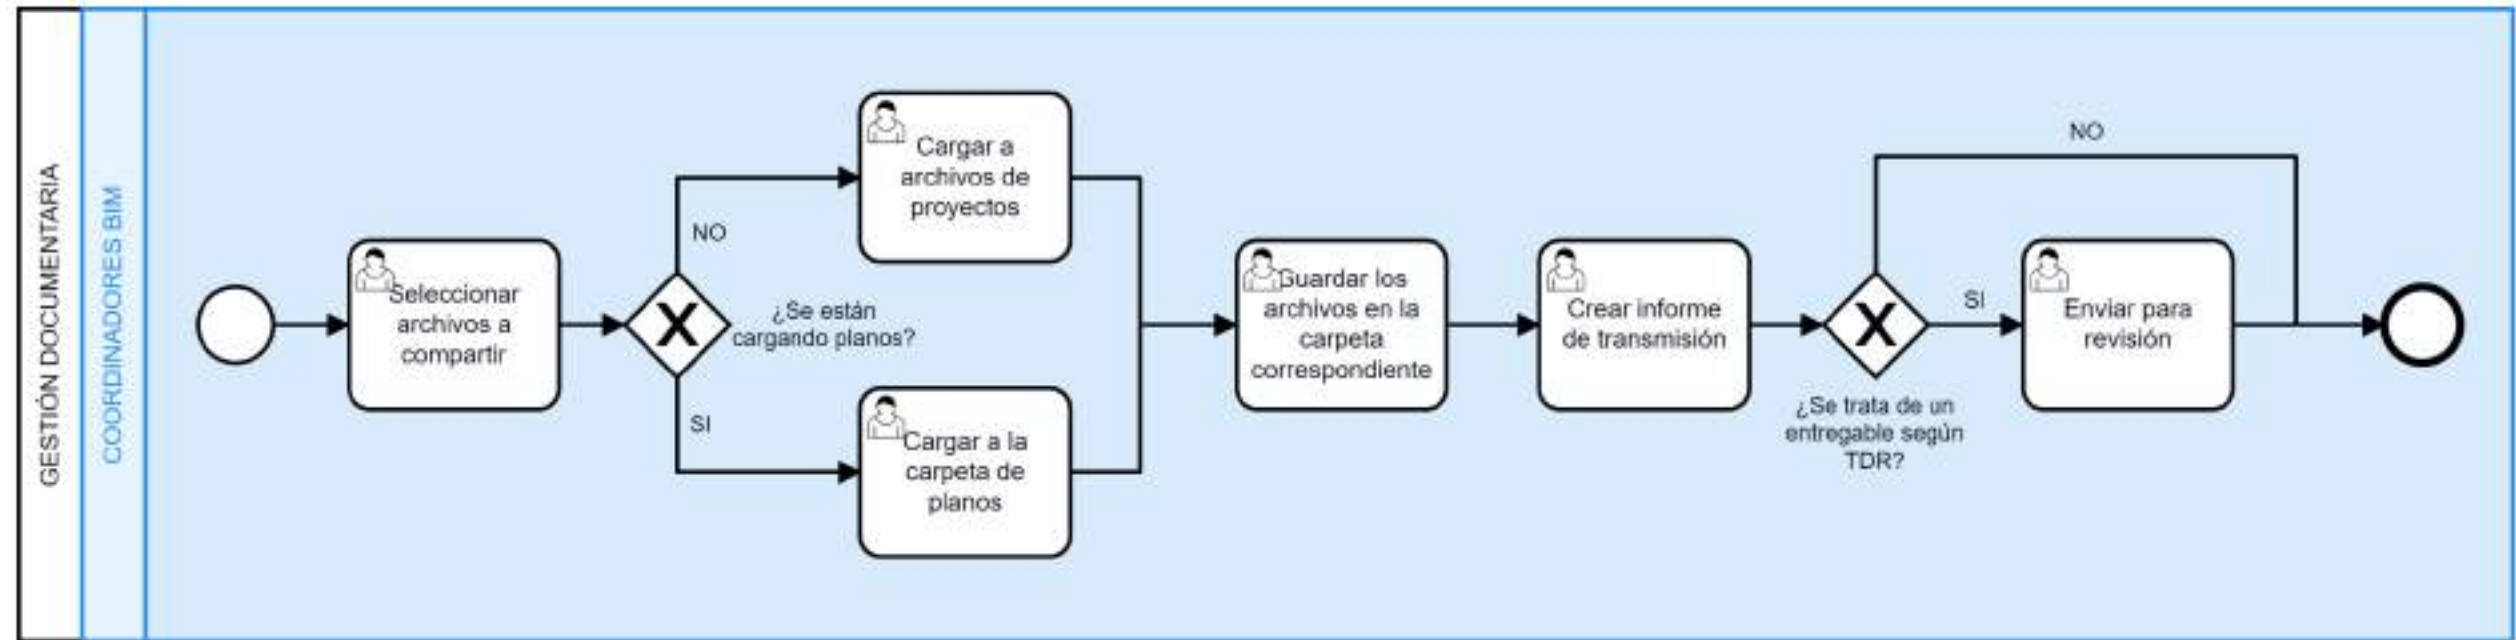 GESTIÓN DOCUMENTARIA
COORDINADORES BIM
Seleccionar
archivos a
compartir
NO
¿Se están
cargando planos?
SI
Cargar a
archivos de
proyectos
Cargar a la
carpeta de
planos
Guardar los
archivos en la
carpeta
correspondiente
Crear informe
de transmisión
NO
SI
¿Se trata de un
entregable según
TDR?
Enviar para
revisión